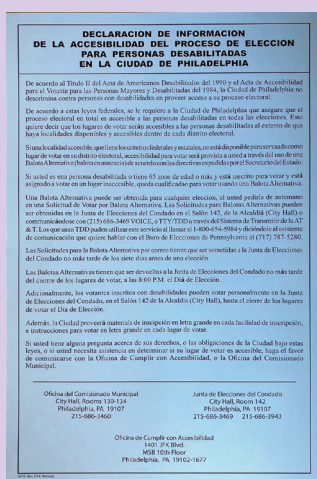 DECLARACION DE INFORMACION
DE LA ACCESIBILIDAD DEL PROCESO DE ELECCION
PARA PERSONAS DESABILITADAS
EN LA CIUDAD DE PHILADELPHIA
De acuerdo al Título II del Acta de Americanos Desabilitados del 1990 y el Acta de Accesibilidad
para el Votante para las Personas Mayores y Desabilitadas del 1984, la Ciudad de Philadelphia no
descrimina contra personas con desabilidades en proveer acceso a su proceso electoral.
De acuerdo a estas leyes federales, se le requiere a la Ciudad de Philadelphia que asegure que el
proceso electoral en total es accesible a las personas desabilitadas en todas las elecciones. Esto
quiere decir que los lugares de votar serán accesibles a las personas desabilitadas al extento de que
haya localidades disponibles y accesibles dentro de cada distrito electoral.
Si una localidad accesible, que llene los criterios federales y estatales, no está disponible para ser usada como
lugar de votar en su distrito electoral, accesibilidad para votar será provista a usted a través del uso de una
Balota Alternativa (balota en ausencia) de acuerdo con las directivas expedidas por el Secretario del Estado.
Si usted es una persona desabilitada o tiene 65 años de edad o más y está inscrito para votar y está
asignado a votar en un lugar inaccesible, queda cualificado para votar usando una Balota Alternativa.
Una Balota Alternativa puede ser obtenida para cualquier elección, al usted pedirla de antimano
en una Solicitud de Votar por Balota Alternativa. Las Solicitudes para Balotas Alternativas pueden
ser obtenidas en la Junta de Elecciones del Condado en el Salón 142, de la Alcaldía (City Hall) o
communicándose con (215) 686-3469 VOICE, o TTY/TDD a través del Sistema de Transmitir de la AT
& T. Los que usas TDD puden utilizar este servicio al llamar al 1-800-654-5984 y diciéndole al asistente
de comunicación que quiere hablar con el Buro de Elecciones de Pennsylvania al (717) 787-5280.
Las Solicitudes para la Balota Alternativa por correo tienen que ser sometidas a la Junta de Elecciones
del Condado no más tarde de los siete días antes de una elección.
Las Balotas Alternativas tienen que ser devueltas a la Junta de Elecciones del Condado no más tarde
del cierre de los lugares de votar, a las 8:00 P.M. el Día de Elección.
Adicionalmente, los votantes inscritos con desabilidades pueden votar personalmente en la Junta
de Elecciones del Condado, en el Salón 142 de la Alcaldía (City Hall), hasta el cierre de los lugares
de votar el Día de Elección.
Además, la Ciudad proverá materiales de inscipción en letra grande en cada facilidad de inscripción,
e instrucciones para votar en letra grande en cada lugar de votar.
Si usted tiene alguna pregunta acerca de sus derechos, o las obligaciones de la Ciudad bajo estas
leyes, o si usted necesita asistencia en determinar si su lugar de votar es accesible, haga el favor
de comunicarse con la Oficina de Cumplir con Accesibilidad, o la Oficina del Comisionado
Municipal.
Oficina del Comisionado Municipal
City Hall, Rooms 130-134
Philadelphia, PA 19107
215-686-3460
Junta de Elecciones del Condado
City Hall, Room 142
Philadelphia, PA 19107
215-686-3469 215-686-3943
Oficina de Cumplir con Accesibilidad
1401 JFK Blvd.
MSB 10th Floor
Philadelphia, PA 19102-1677